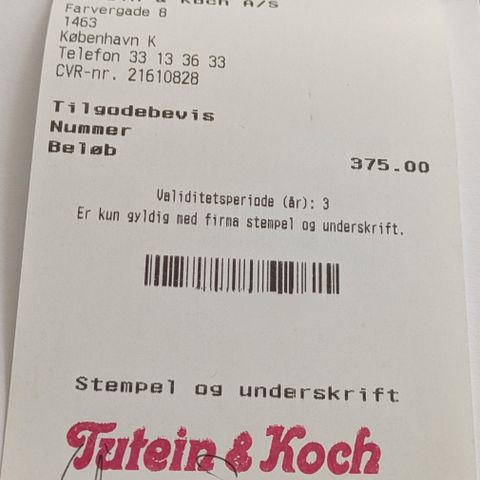 & Koch A/S
Farvergade 8
1463
København K
Telefon 33 13 36 33
CVR-nr. 21610828
Tilgodebevis
Nummer
Beløb 375.00
Validitetsperiode (år): 3
Er kun gyldig med firma stempel og underskrift.
Stempel og underskrift
Tutein & Koch